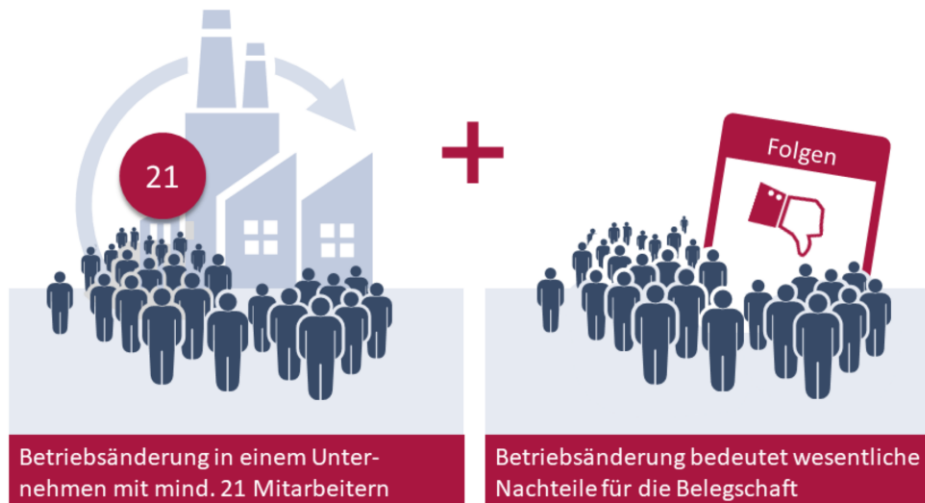 21
+
Folgen
Betriebsänderung in einem Unter-
nehmen mit mind. 21 Mitarbeitern
Betriebsänderung bedeutet wesentliche
Nachteile für die Belegschaft